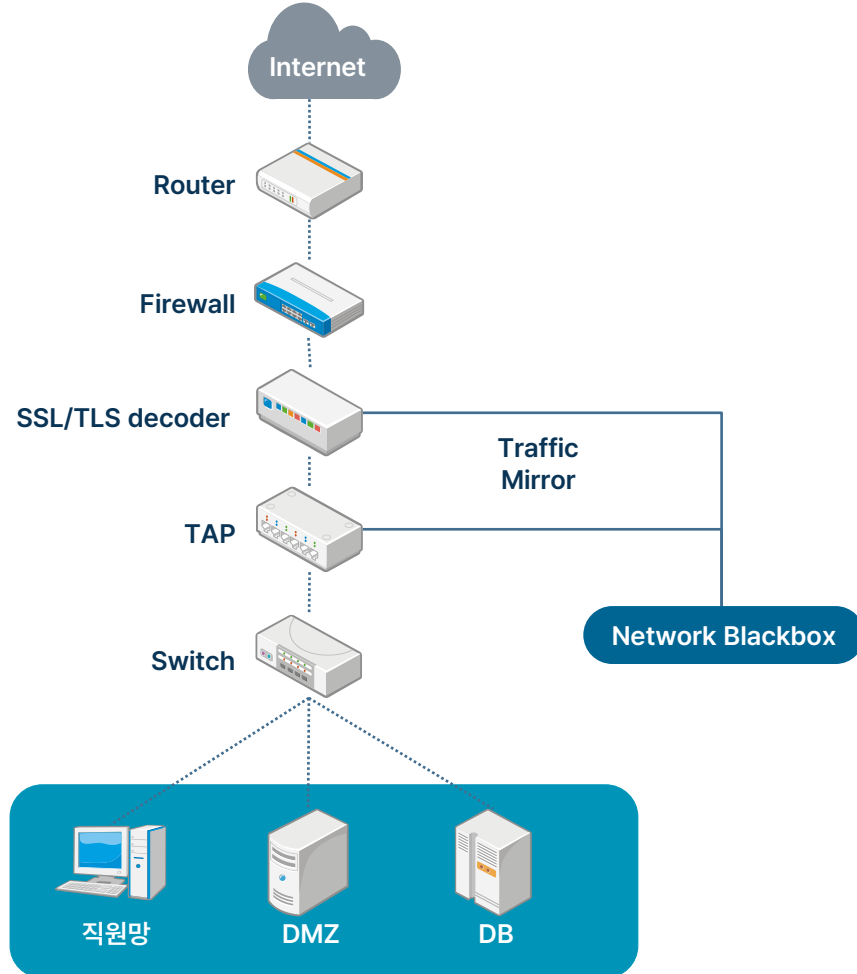 Internet
Router
Firewall
SSL/TLS decoder
Traffic
Mirror
TAP
Network Blackbox
Switch
직원망
DMZ
DB